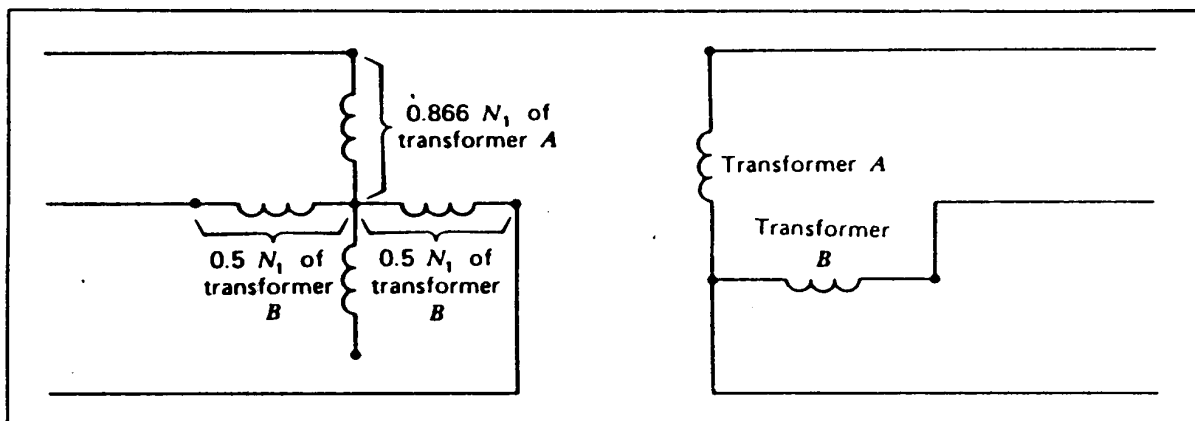 0.866 N₁ of
transformer A
0.5 N₁ of
transformer
B
0.5 N₁ of
transformer
B
Transformer A
Transformer
B